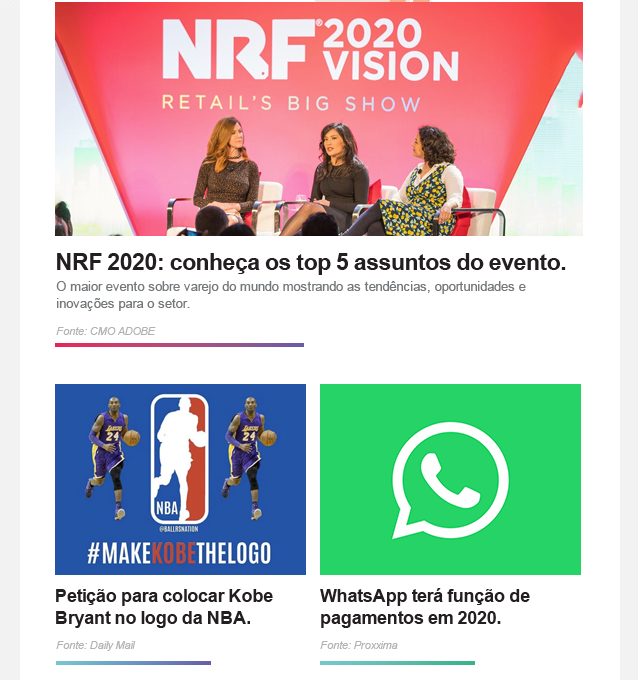 NRF® 2020
VISION
RETAIL'S BIG SHOW
NRF 2020: conheça os top 5 assuntos do evento.
O maior evento sobre varejo do mundo mostrando as tendências, oportunidades e
inovações para o setor.
Fonte: CMO ADOBE
LAKERS
24
LAKERS
24
NBA
@BALLRSNATION
#MAKEKOBETHELOGO
Petição para colocar Kobe
Bryant no logo da NBA.
Fonte: Daily Mail
WhatsApp terá função de
pagamentos em 2020.
Fonte: Proxxima